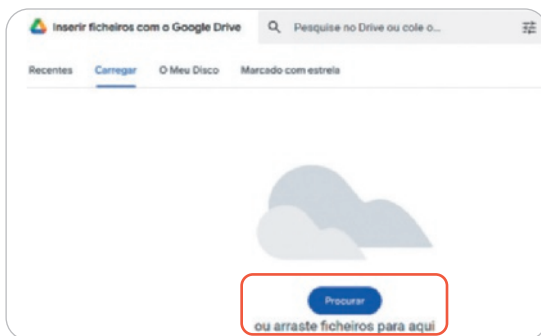 Inserir ficheiros com o Google Drive Pesquise no Drive ou cole o...
Recentes Carregar O Meu Disco Marcado com estrela
Procurar
ou arraste ficheiros para aqui